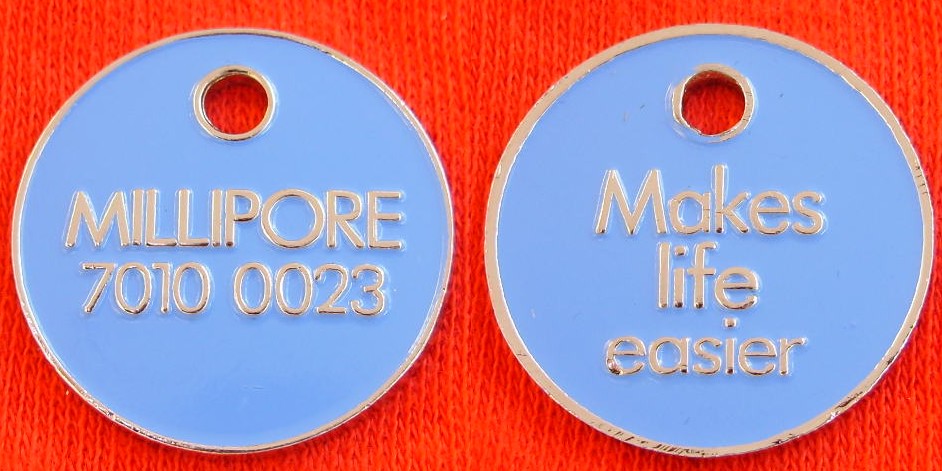 MILLIPORE
7010 0023
Makes
life
easier